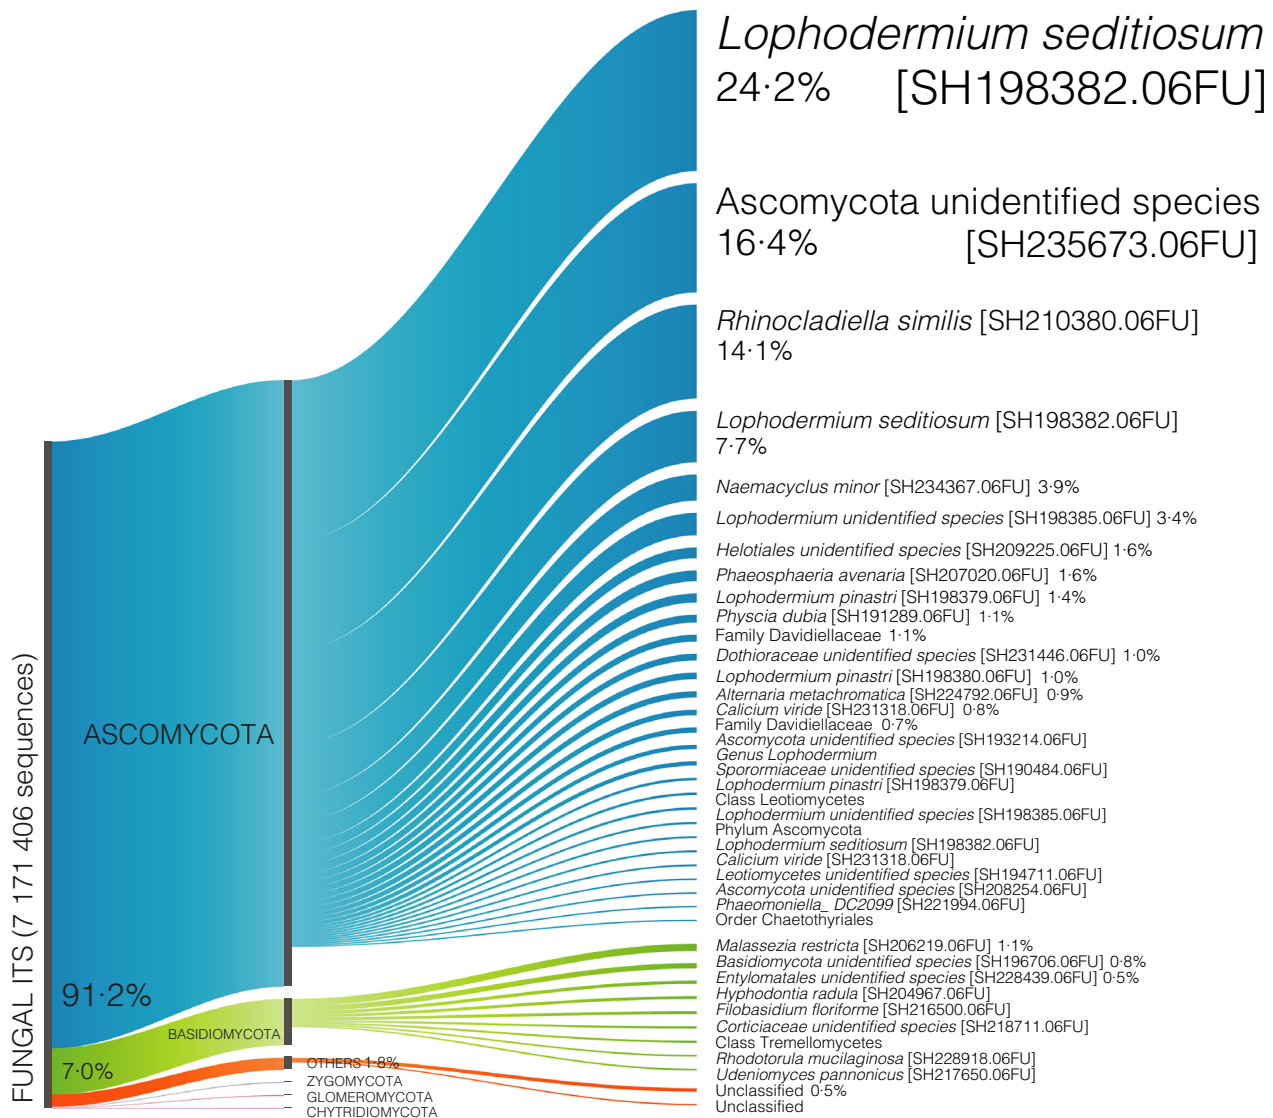 Lophodermium seditiosum
24·2% [SH198382.06FU]
Ascomycota unidentified species
16·4% [SH235673.06FU]
Rhinocladiella similis [SH210380.06FU]
14·1%
Lophodermium seditiosum [SH198382.06FU]
7·7%
Naemacyclus minor [SH234367.06FU] 3·9%
Lophodermium unidentified species [SH198385.06FU] 3·4%
Helotiales unidentified species [SH209225.06FU] 1·6%
Phaeosphaeria avenaria [SH207020.06FU] 1·6%
Lophodermium pinastri [SH198379.06FU] 1·4%
Physcia dubia [SH191289.06FU] 1·1%
Family Davidiellaceae 1·1%
Dothioraceae unidentified species [SH231446.06FU] 1·0%
Lophodermium pinastri [SH198380.06FU] 1·0%
Alternaria metachromatica [SH224792.06FU] 0·9%
Calicium viride [SH231318.06FU] 0·8%
Family Davidiellaceae 0·7%
Ascomycota unidentified species [SH193214.06FU]
Genus Lophodermium
Sporormiaceae unidentified species [SH190484.06FU]
Lophodermium pinastri [SH198379.06FU]
Class Leotiomycetes
Lophodermium unidentified species [SH198385.06FU]
Phylum Ascomycota
Lophodermium seditiosum [SH198382.06FU]
Calicium viride [SH231318.06FU]
Leotiomycetes unidentified species [SH194711.06FU]
Ascomycota unidentified species [SH208254.06FU]
Phaeomoniella_ DC2099 [SH221994.06FU]
Order Chaetothyriales
Malassezia restricta [SH206219.06FU] 1·1%
Basidiomycota unidentified species [SH196706.06FU] 0·8%
Entylomatales unidentified species [SH228439.06FU] 0·5%
Hyphodontia radula [SH204967.06FU]
Filobasidium floriforme [SH216500.06FU]
Corticiaceae unidentified species [SH218711.06FU]
Class Tremellomycetes
Rhodotorula mucilaginosa [SH228918.06FU]
Udeniomyces pannonicus [SH217650.06FU]
Unclassified 0·5%
Unclassified
FUNGAL ITS (7 171 406 sequences)
ASCOMYCOTA
91·2%
BASIDIOMYCOTA
7·0%
OTHERS 1·8%
ZYGOMYCOTA
GLOMEROMYCOTA
CHYTRIDIOMYCOTA